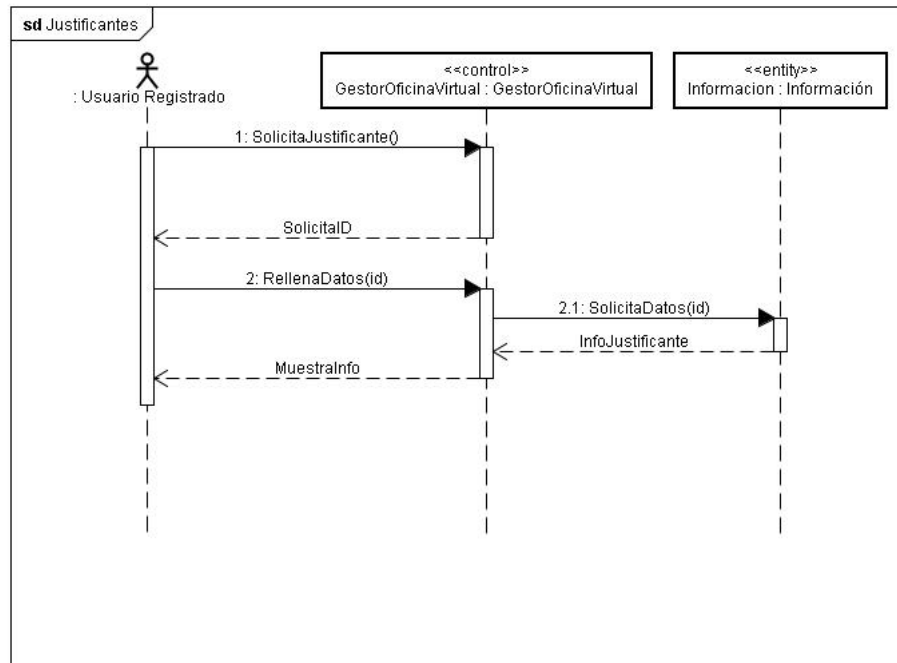 sd Justificantes
: Usuario Registrado
<<control>>
GestorOficinaVirtual : GestorOficinaVirtual
<<entity>>
Informacion : Información
1: SolicitaJustificante()
SolicitaID
2: RellenaDatos(id)
2.1: SolicitaDatos(id)
InfoJustificante
MuestraInfo